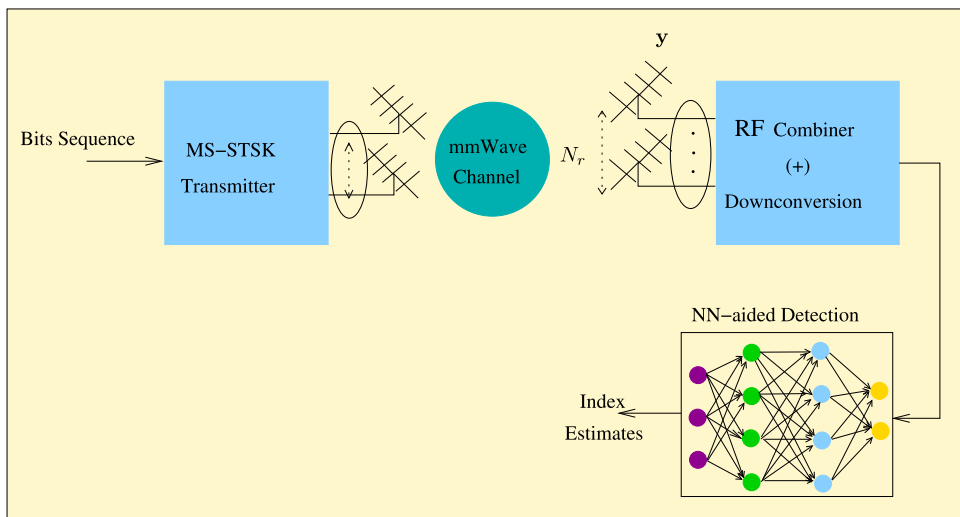 Bits Sequence
MS−STSK
Transmitter
mmWave
Channel
y
N_r
RF Combiner
(+)
Downconversion
NN−aided Detection
Index
Estimates